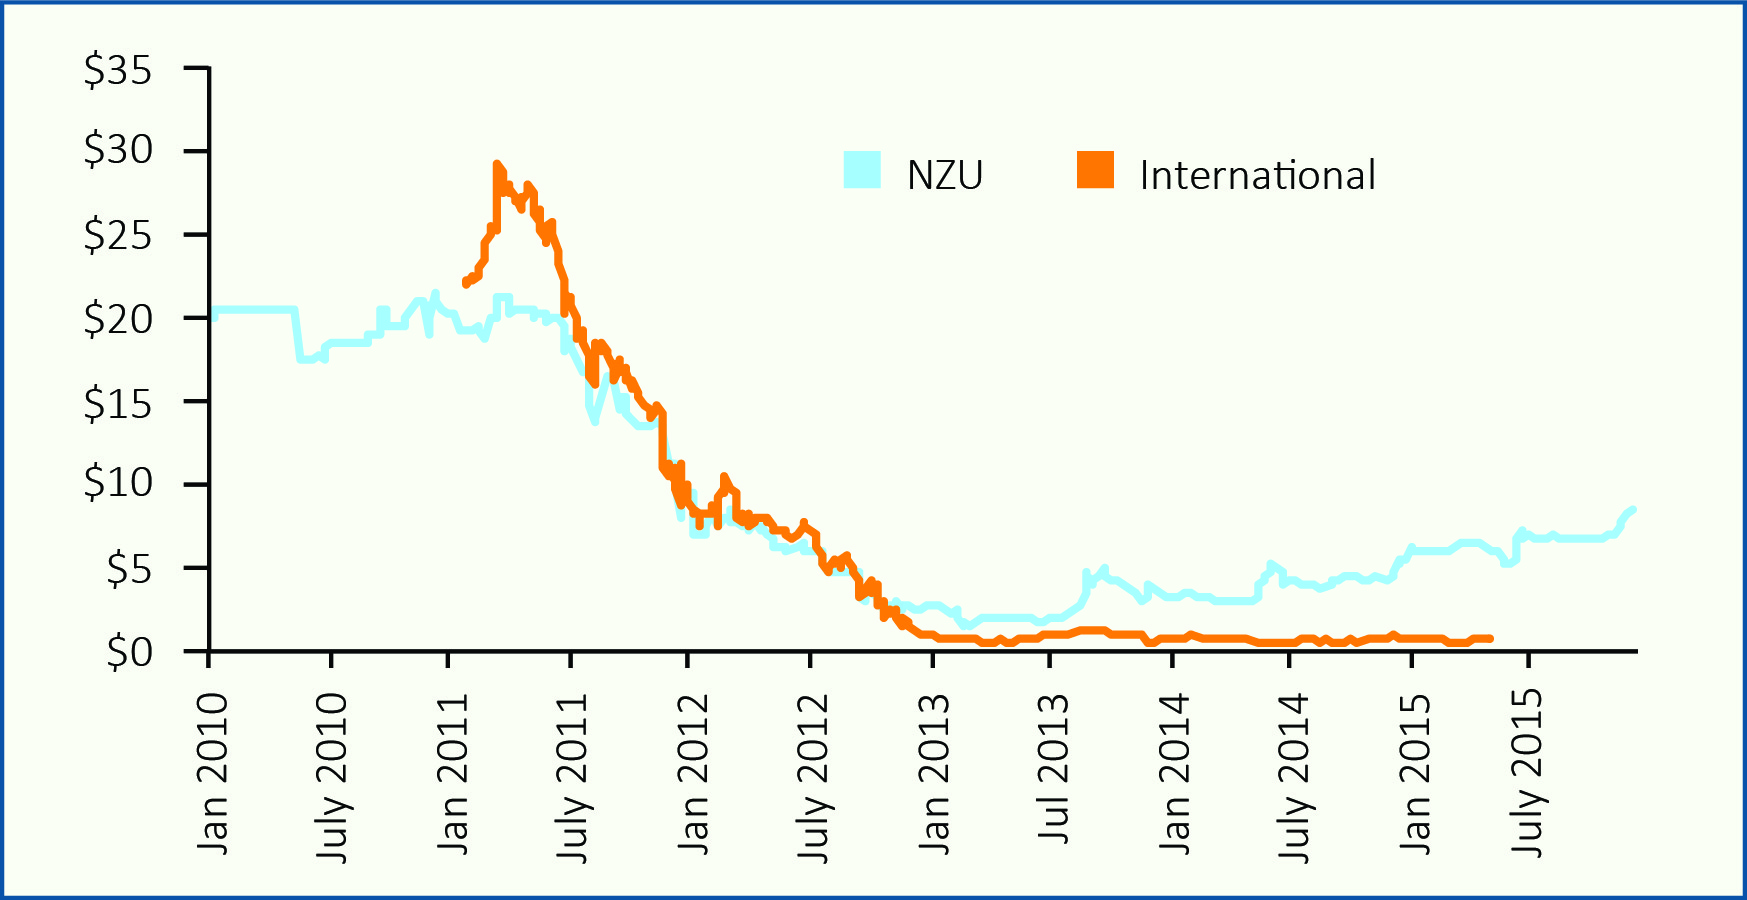 $35
$30
$25
$20
$15
$10
$5
$0
NZU
International
Jan 2010
July 2010
Jan 2011
July 2011
Jan 2012
July 2012
Jan 2013
Jul 2013
Jan 2014
July 2014
Jan 2015
July 2015